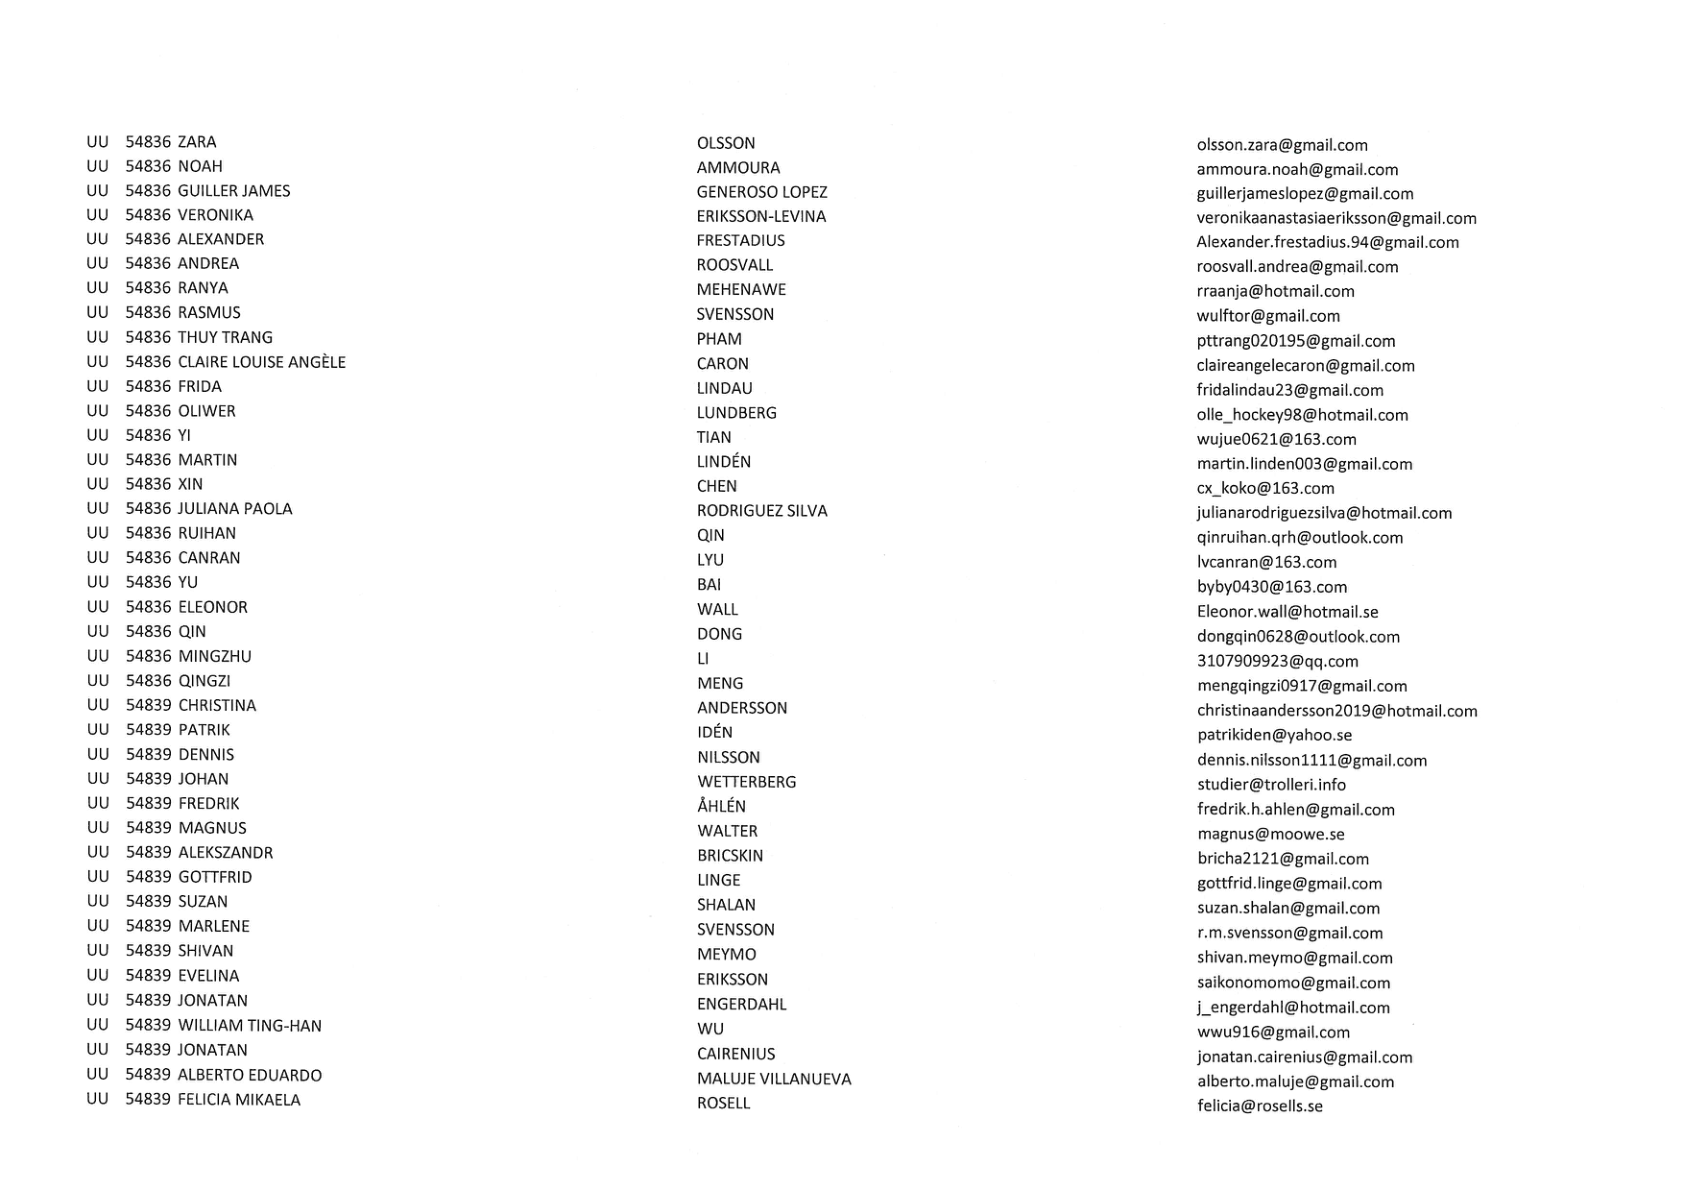 UU 54836 ZARA OLSSON olsson.zara@gmail.com
UU 54836 NOAH AMMOURA ammoura.noah@gmail.com
UU 54836 GUILLER JAMES GENEROSO LOPEZ guillerjameslopez@gmail.com
UU 54836 VERONIKA ERIKSSON-LEVINA veronikaanastasiaeriksson@gmail.com
UU 54836 ALEXANDER FRESTADIUS Alexander.frestadius.94@gmail.com
UU 54836 ANDREA ROOSVALL roosvall.andrea@gmail.com
UU 54836 RANYA MEHENAWE rraanja@hotmail.com
UU 54836 RASMUS SVENSSON wulftor@gmail.com
UU 54836 THUY TRANG PHAM pttrang020195@gmail.com
UU 54836 CLAIRE LOUISE ANGÈLE CARON claireangelecaron@gmail.com
UU 54836 FRIDA LINDAU fridalindau23@gmail.com
UU 54836 OLIWER LUNDBERG olle_hockey98@hotmail.com
UU 54836 YI TIAN wujue0621@163.com
UU 54836 MARTIN LINDÉN martin.linden003@gmail.com
UU 54836 XIN CHEN cx_koko@163.com
UU 54836 JULIANA PAOLA RODRIGUEZ SILVA julianarodriguezsilva@hotmail.com
UU 54836 RUIHAN QIN qinruihan.qrh@outlook.com
UU 54836 CANRAN LYU lvcanran@163.com
UU 54836 YU BAI byby0430@163.com
UU 54836 ELEONOR WALL Eleonor.wall@hotmail.se
UU 54836 QIN DONG dongqin0628@outlook.com
UU 54836 MINGZHU LI 3107909923@qq.com
UU 54836 QINGZI MENG mengqingzi0917@gmail.com
UU 54839 CHRISTINA ANDERSSON christinaandersson2019@hotmail.com
UU 54839 PATRIK IDÉN patrikiden@yahoo.se
UU 54839 DENNIS NILSSON dennis.nilsson1111@gmail.com
UU 54839 JOHAN WETTERBERG studier@trolleri.info
UU 54839 FREDRIK ÅHLÉN fredrik.h.ahlen@gmail.com
UU 54839 MAGNUS WALTER magnus@moowe.se
UU 54839 ALEKSZANDR BRICSKIN bricha2121@gmail.com
UU 54839 GOTTFRID LINGE gottfrid.linge@gmail.com
UU 54839 SUZAN SHALAN suzan.shalan@gmail.com
UU 54839 MARLENE SVENSSON r.m.svensson@gmail.com
UU 54839 SHIVAN MEYMO shivan.meymo@gmail.com
UU 54839 EVELINA ERIKSSON saikonomomo@gmail.com
UU 54839 JONATAN ENGERDAHL j_engerdahl@hotmail.com
UU 54839 WILLIAM TING-HAN WU wwu916@gmail.com
UU 54839 JONATAN CAIRENIUS jonatan.cairenius@gmail.com
UU 54839 ALBERTO EDUARDO MALUJE VILLANUEVA alberto.maluje@gmail.com
UU 54839 FELICIA MIKAELA ROSELL felicia@rosells.se